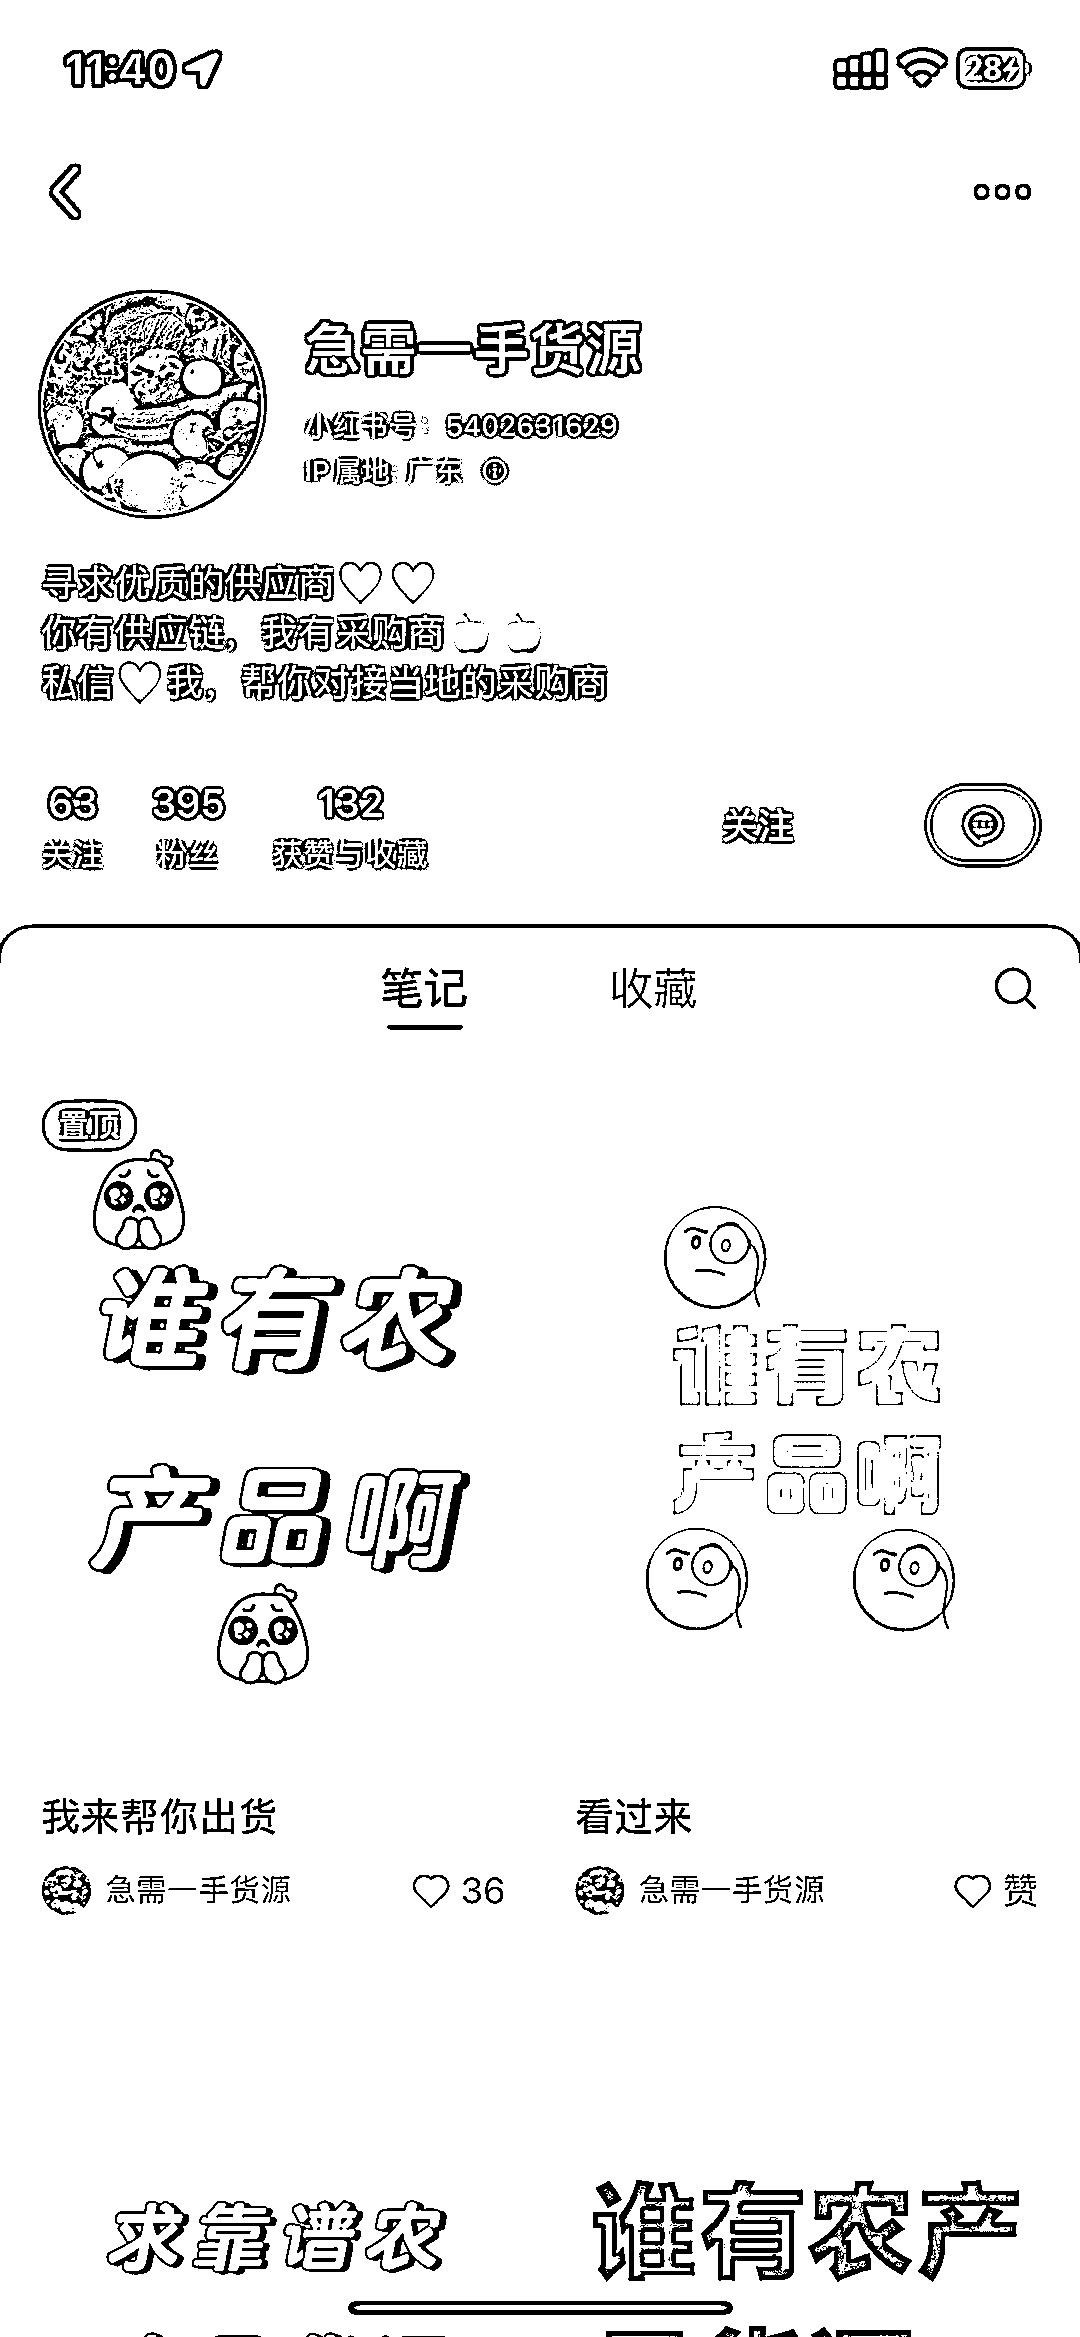 11:40
28
急需一手货源
小红书号：5402631629
IP属地：广东
寻求优质的供应商♡♡
你有供应链，我有采购商🍎🍎
私信♡我，帮你对接当地的采购商
63 395 132
关注 粉丝 获赞与收藏
关注
笔记 收藏
置顶
谁有农
产品啊
谁有农
产品啊
我来帮你出货
急需一手货源 36
看过来
急需一手货源 赞
求靠谱农
谁有农产